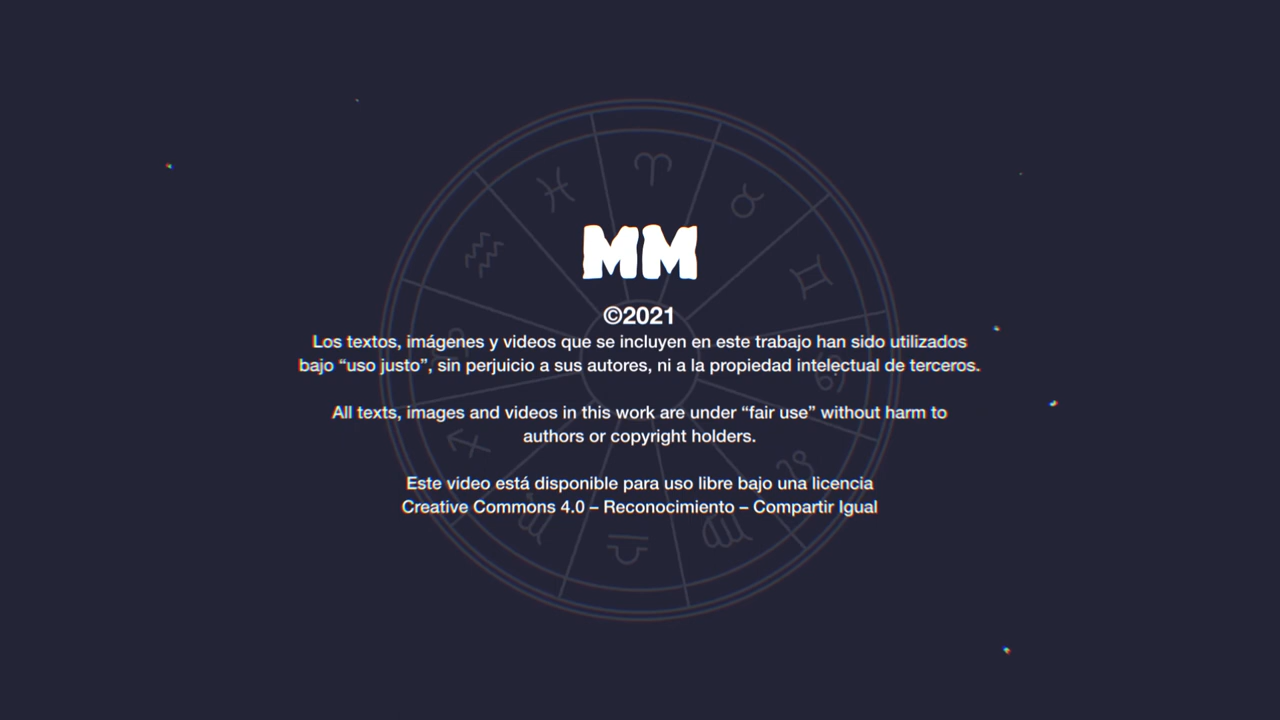 MM
©2021
Los textos, imágenes y videos que se incluyen en este trabajo han sido utilizados
bajo “uso justo”, sin perjuicio a sus autores, ni a la propiedad intelectual de terceros.
All texts, images and videos in this work are under “fair use” without harm to
authors or copyright holders.
Este video está disponible para uso libre bajo una licencia
Creative Commons 4.0 – Reconocimiento – Compartir Igual